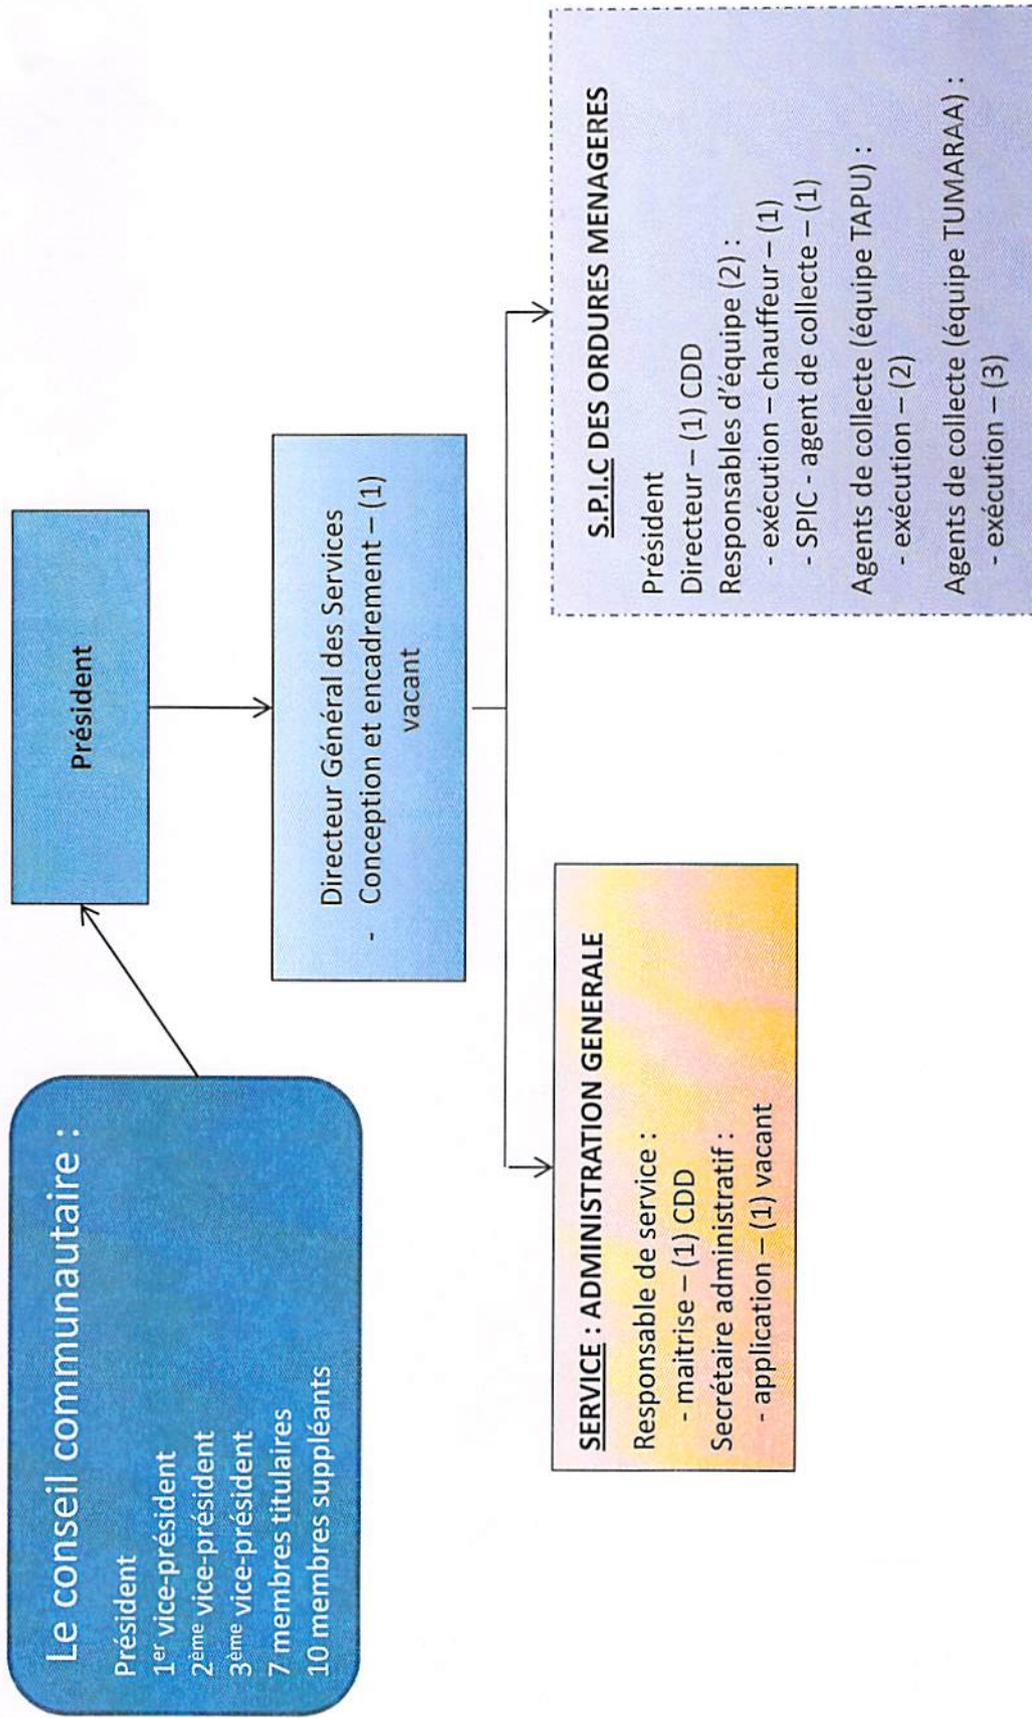 Le conseil communautaire :
Président
1er vice-président
2ème vice-président
3ème vice-président
7 membres titulaires
10 membres suppléants
Président
Directeur Général des Services
- Conception et encadrement – (1)
vacant
SERVICE : ADMINISTRATION GENERALE
Responsable de service :
- maitrise – (1) CDD
Secrétaire administratif :
- application – (1) vacant
S.P.I.C DES ORDURES MENAGERES
Président
Directeur – (1) CDD
Responsables d'équipe (2) :
- exécution – chauffeur – (1)
- SPIC - agent de collecte – (1)
Agents de collecte (équipe TAPU) :
- exécution – (2)
Agents de collecte (équipe TUMARAA) :
- exécution – (3)